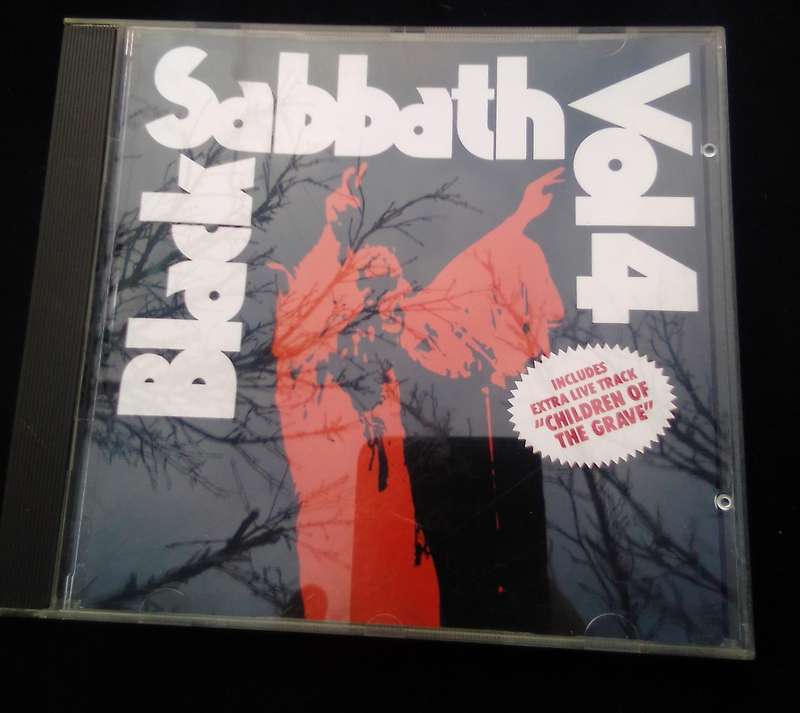 Black
Sabbath
Vol 4
INCLUDES
EXTRA LIVE TRACK
"CHILDREN OF
THE GRAVE"